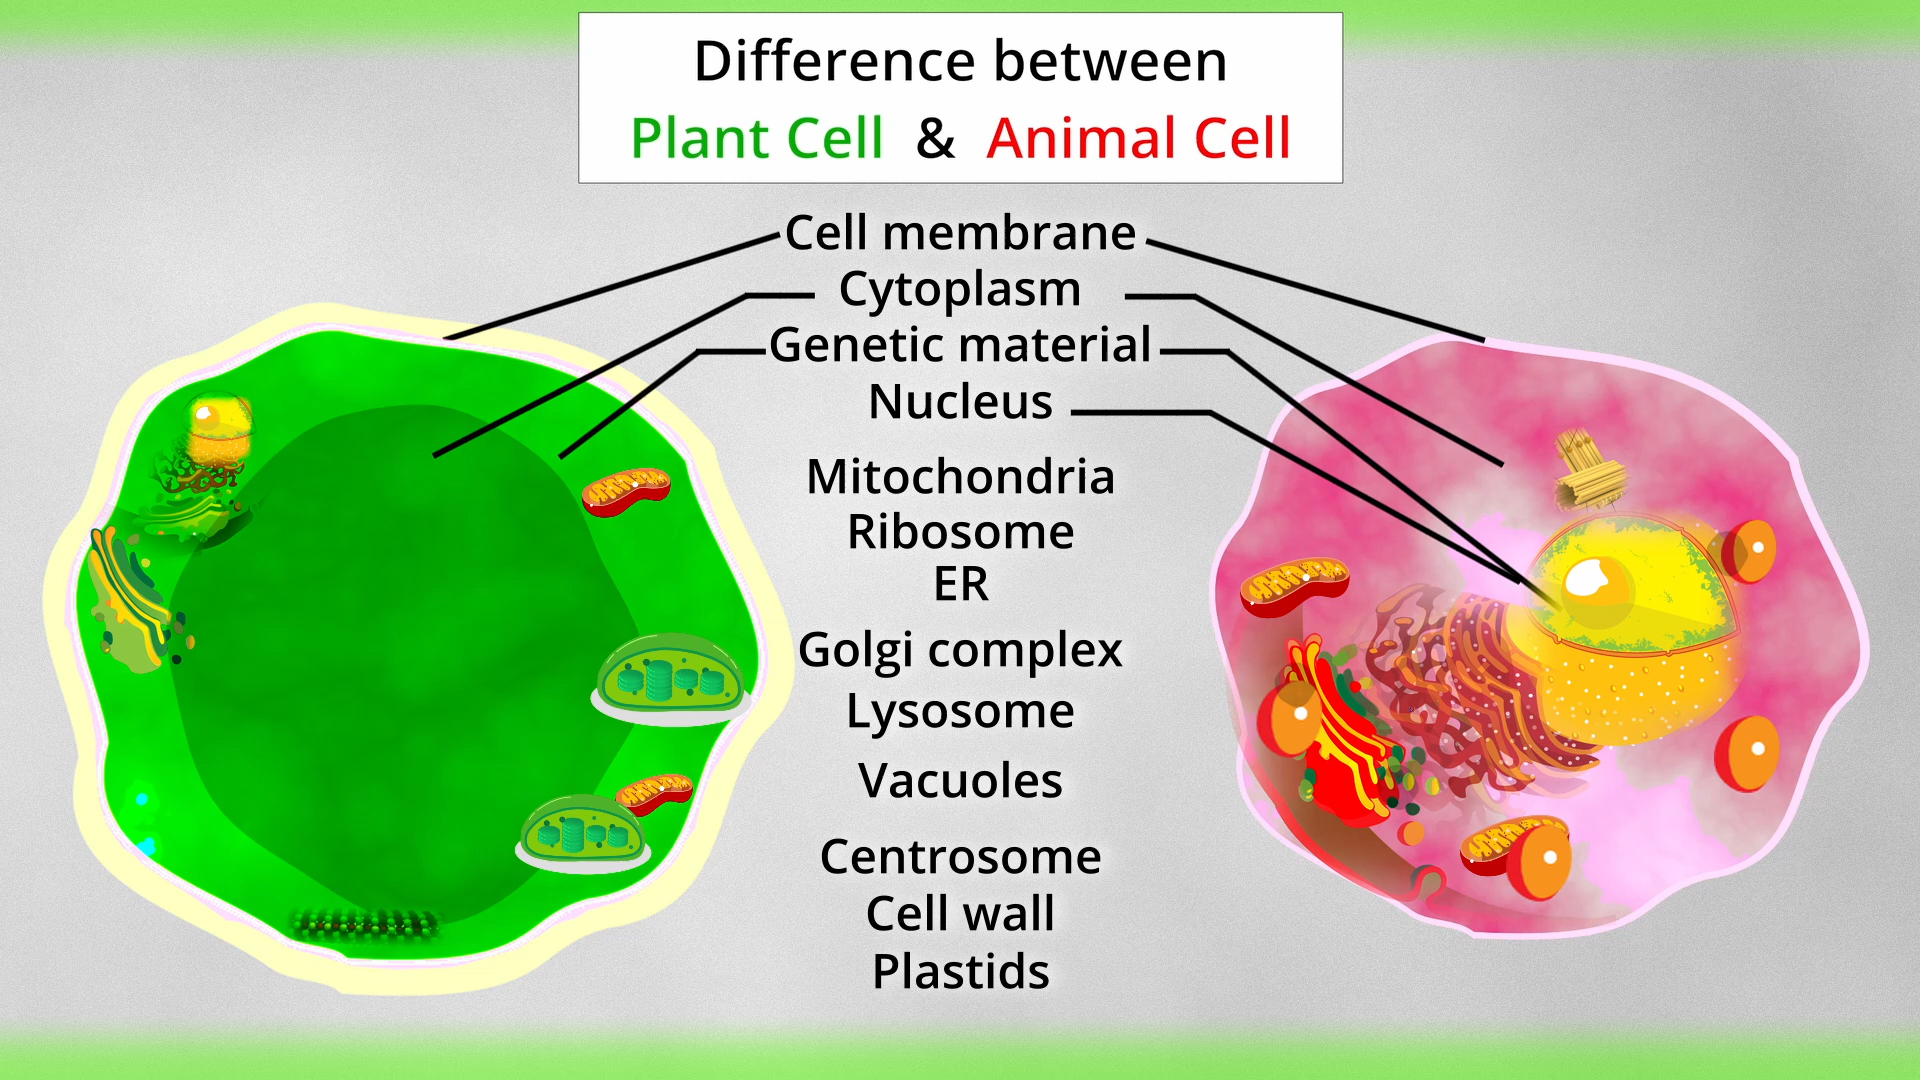 Difference between
Plant Cell & Animal Cell
Cell membrane
Cytoplasm
Genetic material
Nucleus
Mitochondria
Ribosome
ER
Golgi complex
Lysosome
Vacuoles
Centrosome
Cell wall
Plastids